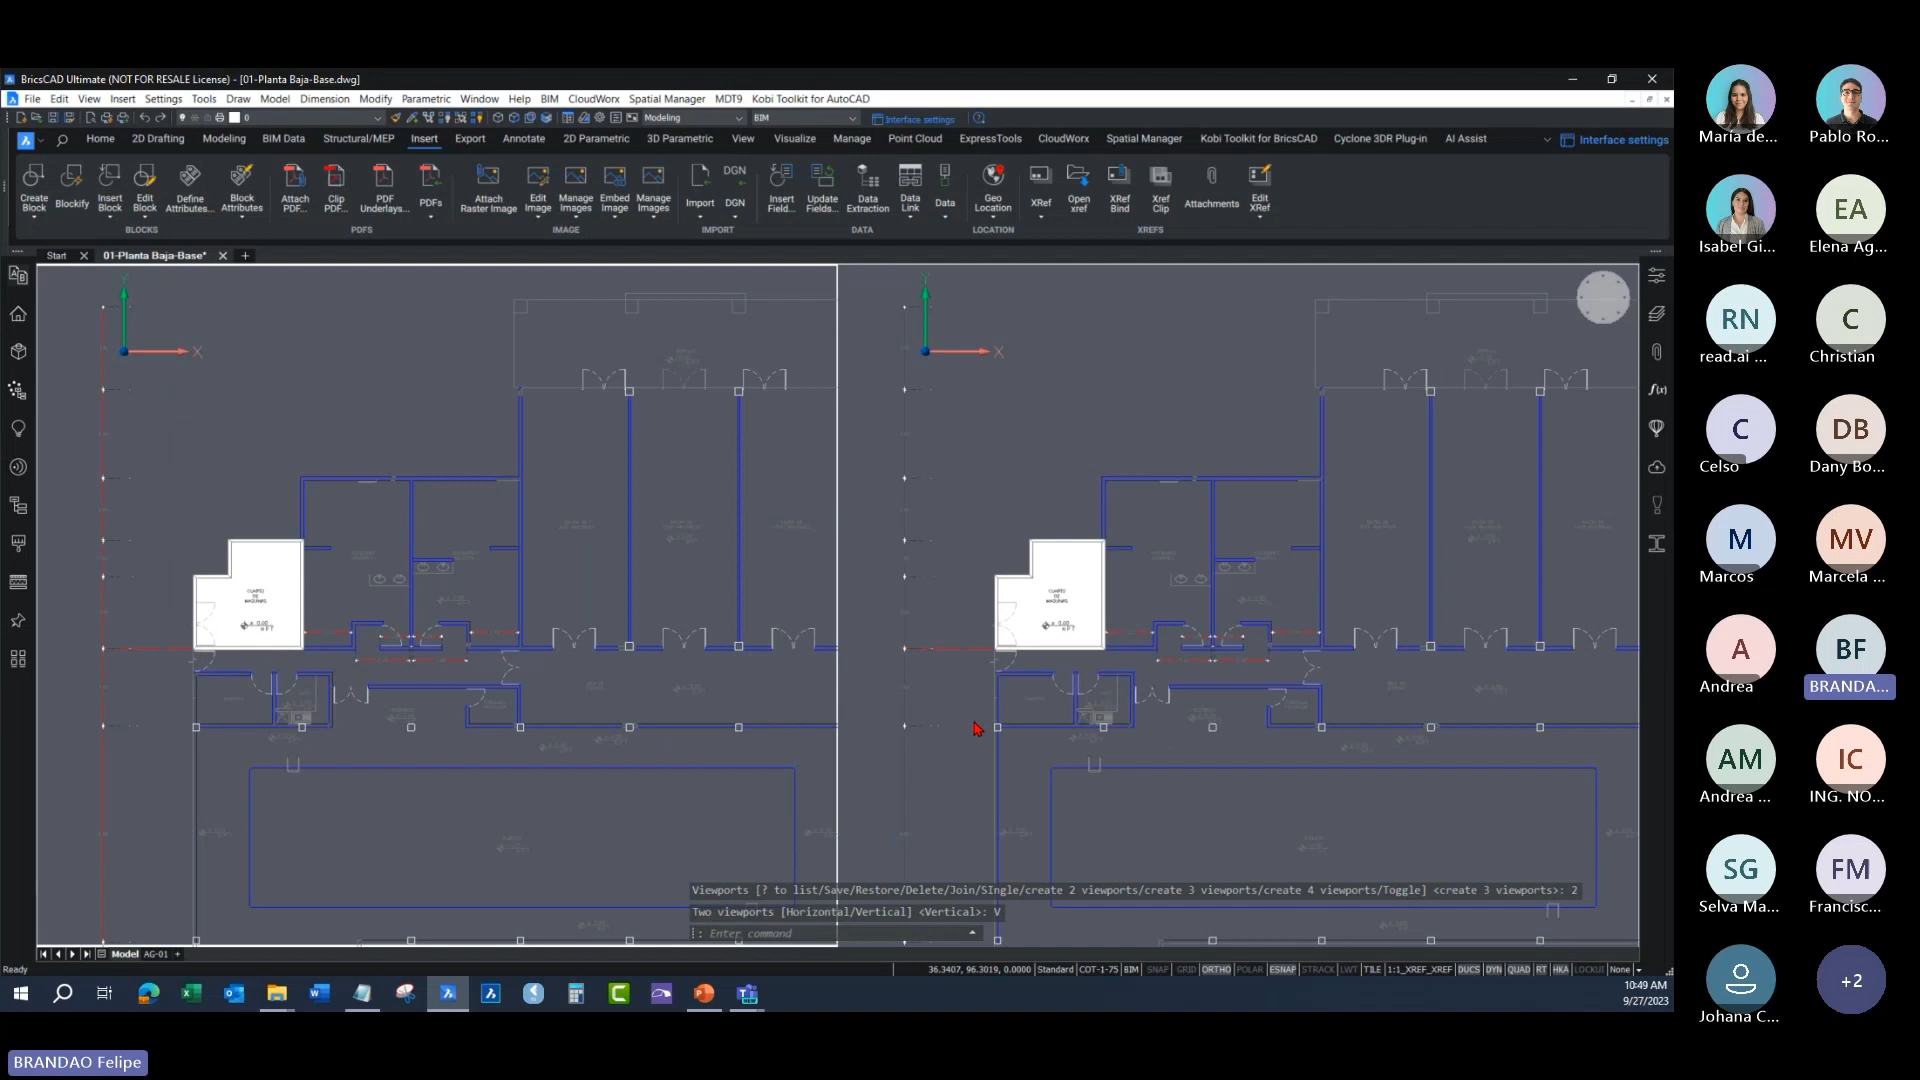 BricsCAD Ultimate (NOT FOR RESALE License) - [01-Planta Baja-Base.dwg]
File Edit View Insert Settings Tools Draw Model Dimension Modify Parametric Window Help BIM CloudWorx Spatial Manager MDT9 Kobi Toolkit for AutoCAD
0 Modeling BIM Interface settings
Home 2D Drafting Modeling BIM Data Structural/MEP Insert Export Annotate 2D Parametric 3D Parametric View Visualize Manage Point Cloud ExpressTools CloudWorx Spatial Manager Kobi Toolkit for BricsCAD Cyclone 3DR Plug-in AI Assist Interface settings
Create Block Blockify Insert Block Edit Block Define Attributes... Block Attributes Attach PDF... Clip PDF... PDF Underlays... PDFs Attach Raster Image Edit Image Manage Images Embed Image Manage Images Import DGN DGN Insert Field... Update Fields... Data Extraction Data Link Data Geo Location XRef Open xref XRef Bind Xref Clip Attachments Edit XRef
BLOCKS PDFS IMAGE IMPORT DATA LOCATION XREFS
Start 01-Planta Baja-Base*
Y X Y X
CUARTO DE MAQUINAS
CUARTO DE MAQUINAS
Viewports [? to list/Save/Restore/Delete/Join/SIngle/create 2 viewports/create 3 viewports/create 4 viewports/Toggle] <create 3 viewports>: 2
Two viewports [Horizontal/Vertical] <Vertical>: V
: Enter command
Model AG-01 +
Ready 36.3407, 96.3019, 0.0000 Standard COT-1-75 BIM SNAP GRID ORTHO POLAR ESNAP STRACK LWT TILE 1:1_XREF_XREF DUCS DYN QUAD RT HKA LOCKUI None
10:49 AM
9/27/2023
María de...
Pablo Ro...
Isabel Gi...
EA
Elena Ag...
RN
read.ai ...
C
Christian
C
Celso
DB
Dany Bo...
M
Marcos
MV
Marcela ...
A
Andrea
BF
BRANDA...
AM
Andrea ...
IC
ING. NO...
SG
Selva Ma...
FM
Francisc...
Johana C...
+2
BRANDAO Felipe